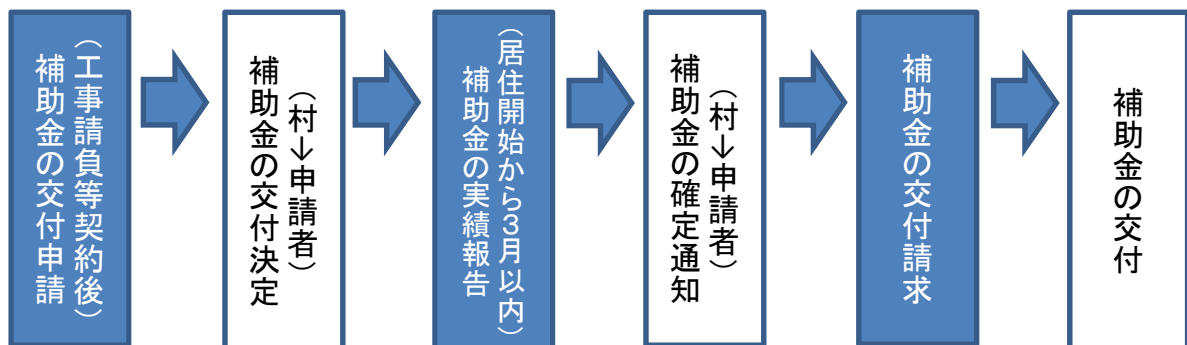 補助金の交付申請
（工事請負等契約後）
補助金の交付決定
（村→申請者）
補助金の実績報告
（居住開始から３月以内）
補助金の確定通知
（村→申請者）
補助金の交付請求
補助金の交付